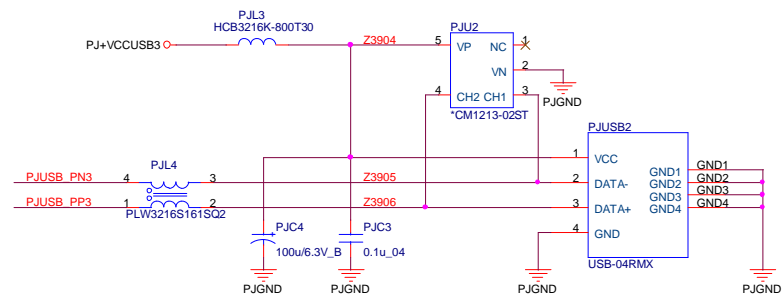 PJL3
HCB3216K-800T30
PJ+VCCUSB3
Z3904
PJU2
5
VP
NC
1
VN
2
PJGND
4
CH2
CH1
3
*CM1213-02ST
PJUSB2
1
VCC
GND1
GND1
GND2
GND2
GND3
GND3
GND4
GND4
PJUSB_PN3
4
PJL4
3
Z3905
2
DATA-
PJUSB_PP3
1
2
Z3906
3
DATA+
PLW3216S161SQ2
4
GND
USB-04RMX
PJC4
+
100u/6.3V_B
PJC3
0.1u_04
PJGND
PJGND
PJGND
PJGND